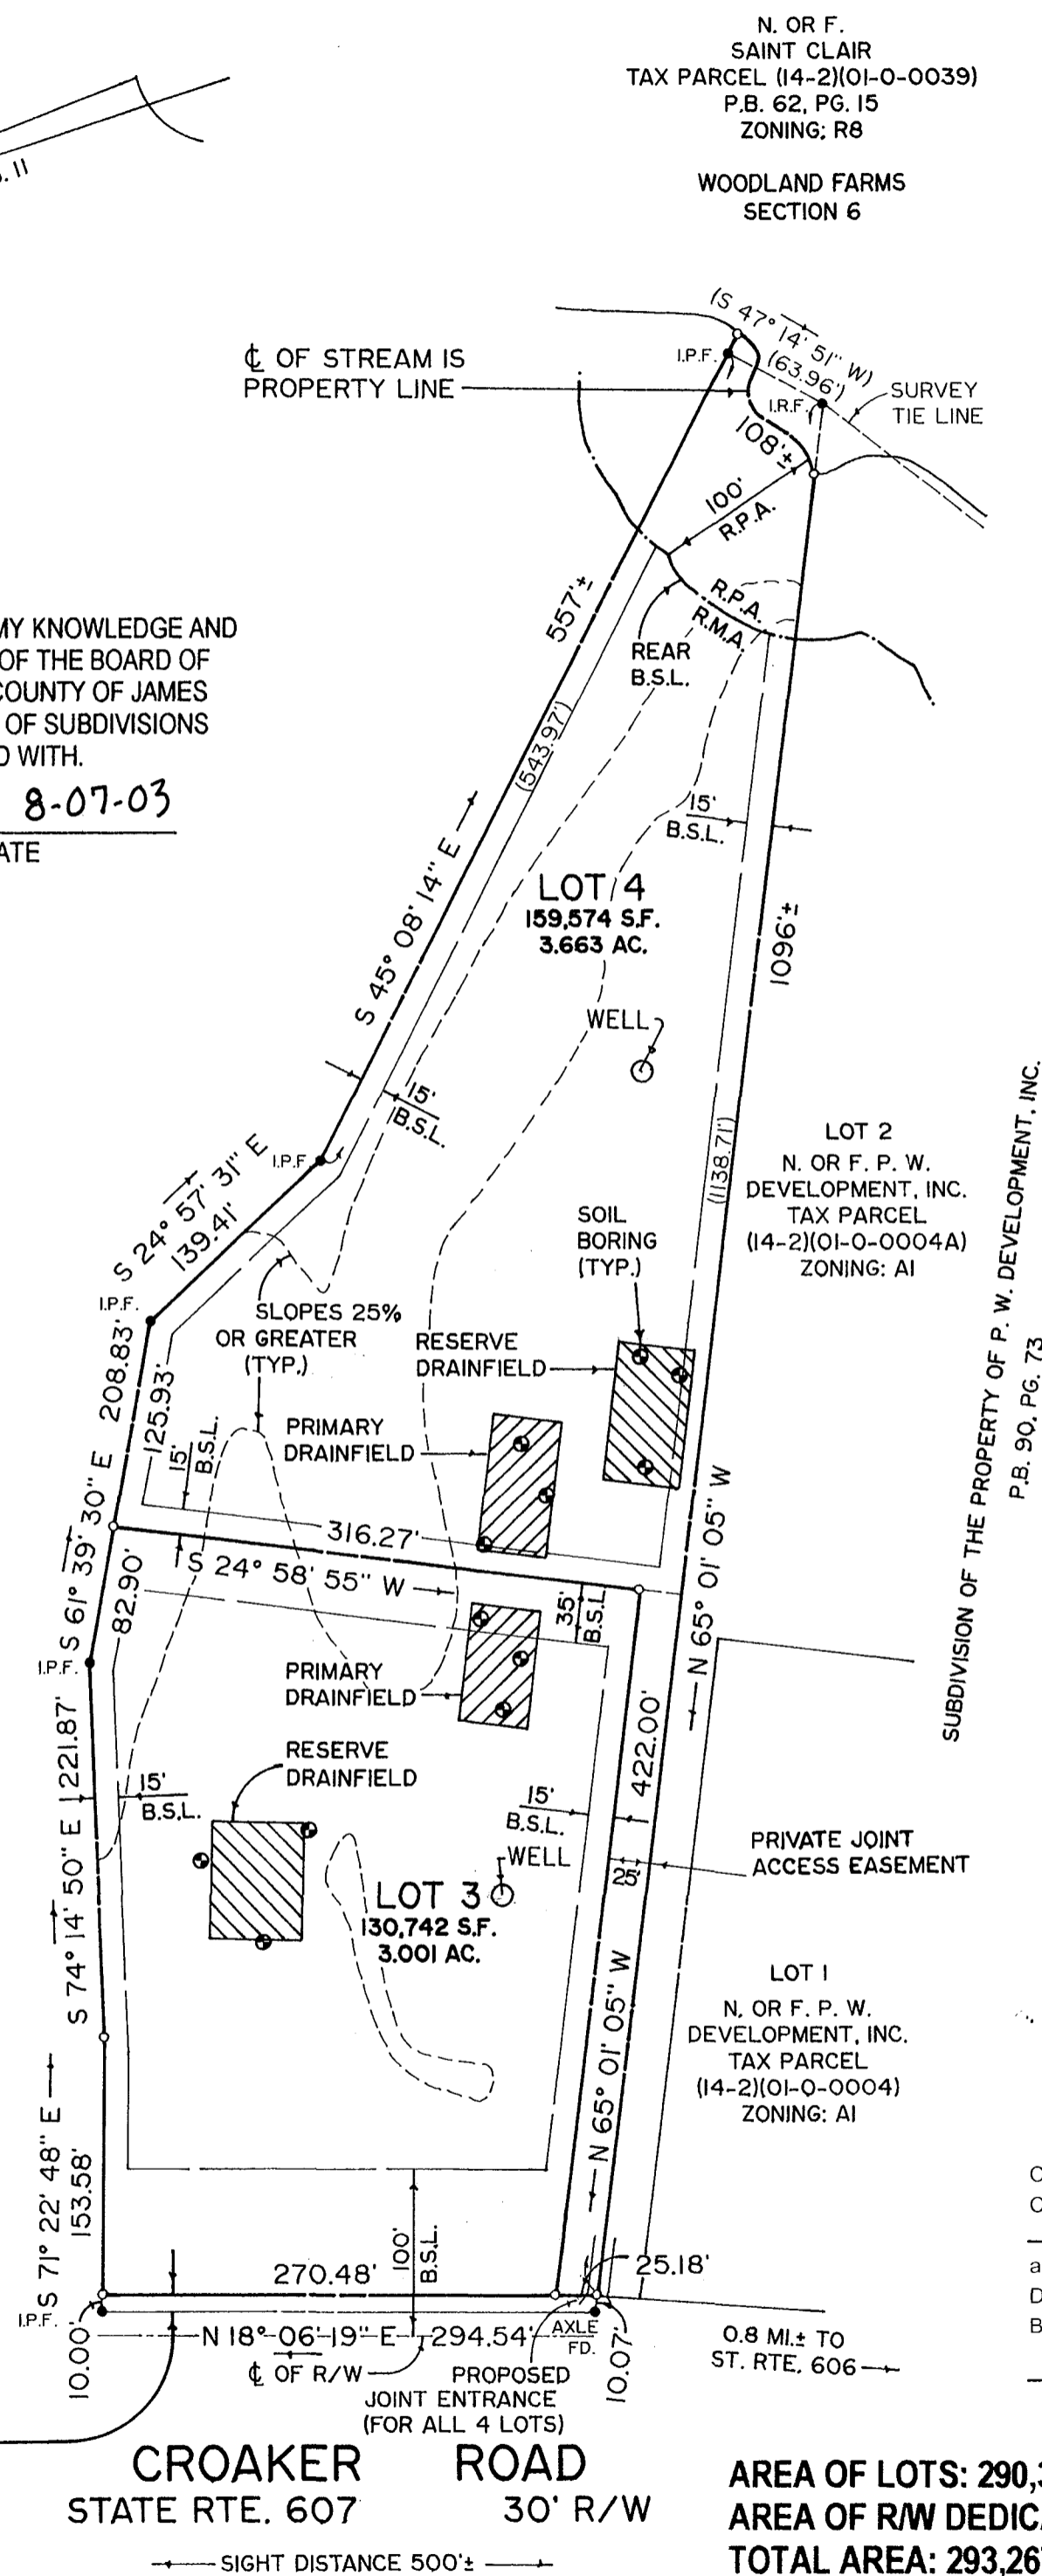 N. OR F.
SAINT CLAIR
TAX PARCEL (14-2)(01-0-0039)
P.B. 62, PG. 15
ZONING: R8
WOODLAND FARMS
SECTION 6
(S 47° 14' 51" W)
(63.96')
I.P.F.
℄ OF STREAM IS
PROPERTY LINE
I.R.F.
SURVEY
TIE LINE
108'±
100'
R.P.A.
R.P.A.
R.M.A.
557'±
REAR
B.S.L.
MY KNOWLEDGE AND
OF THE BOARD OF
COUNTY OF JAMES
OF SUBDIVISIONS
D WITH.
8-07-03
ATE
(543.97')
15'
B.S.L.
S 45° 08' 14" E
LOT 4
159,574 S.F.
3.663 AC.
1096'±
WELL
15'
B.S.L.
(1138.71')
LOT 2
N. OR F. P. W.
DEVELOPMENT, INC.
TAX PARCEL
(14-2)(01-0-0004A)
ZONING: A1
SUBDIVISION OF THE PROPERTY OF P. W. DEVELOPMENT, INC.
P.B. 90, PG. 73
I.P.F.
S 24° 57' 31" E
139.41'
SOIL
BORING
(TYP.)
I.P.F.
SLOPES 25%
OR GREATER
(TYP.)
RESERVE
DRAINFIELD
208.83'
125.93'
15'
B.S.L.
PRIMARY
DRAINFIELD
S 61° 39' 30" E
316.27'
S 24° 58' 55" W
N 65° 01' 05" W
82.90'
35'
B.S.L.
I.P.F.
PRIMARY
DRAINFIELD
RESERVE
DRAINFIELD
422.00'
221.87'
S 74° 14' 50" E
15'
B.S.L.
15'
B.S.L.
PRIVATE JOINT
ACCESS EASEMENT
25'
WELL
LOT 3
130,742 S.F.
3.001 AC.
N 65° 01' 05" W
LOT 1
N. OR F. P. W.
DEVELOPMENT, INC.
TAX PARCEL
(14-2)(01-0-0004)
ZONING: A1
S 71° 22' 48" E
153.58'
100'
B.S.L.
270.48'
25.18'
I.P.F.
10.00'
N 18° 06' 19" E 294.54'
AXLE
FD.
10.07'
℄ OF R/W
PROPOSED
JOINT ENTRANCE
(FOR ALL 4 LOTS)
0.8 MI.± TO
ST. RTE. 606
CROAKER ROAD
STATE RTE. 607 30' R/W
SIGHT DISTANCE 500'±
AREA OF LOTS: 290,3
AREA OF R/W DEDICA
TOTAL AREA: 293,267